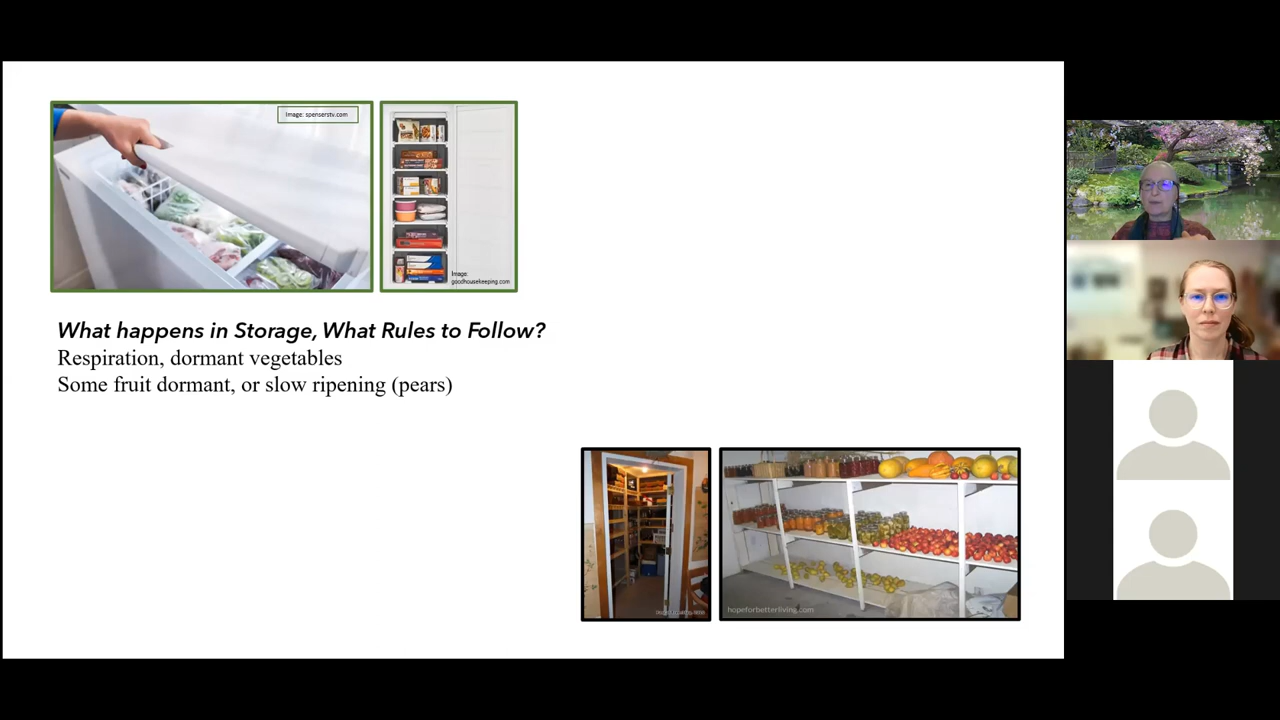 Image: spenserstv.com
Image:
goodhousekeeping.com
What happens in Storage, What Rules to Follow?
Respiration, dormant vegetables
Some fruit dormant, or slow ripening (pears)
hopeforbetterliving.com